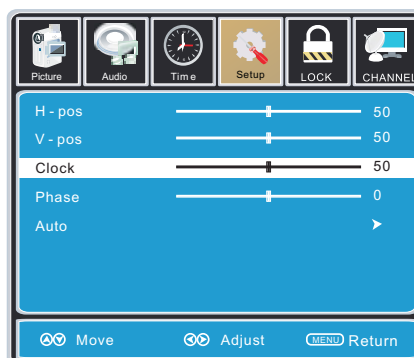 Picture Audio Time Setup LOCK CHANNEL
H - pos 50
V - pos 50
Clock 50
Phase 0
Auto
Move Adjust MENU Return